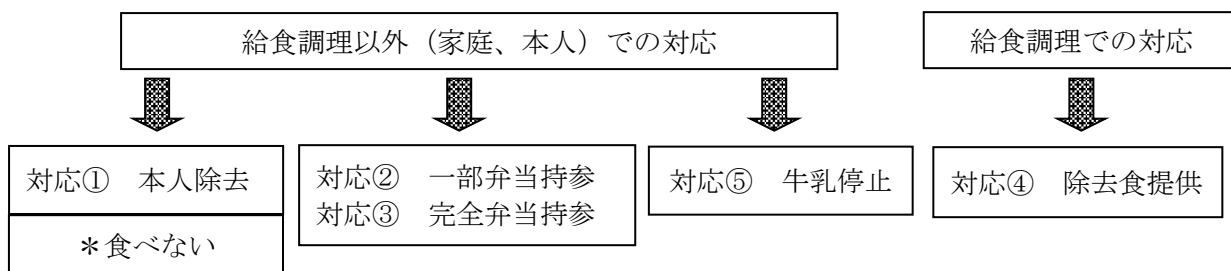 給食調理以外（家庭、本人）での対応
給食調理での対応
対応①　本人除去
＊食べない
対応②　一部弁当持参
対応③　完全弁当持参
対応⑤　牛乳停止
対応④　除去食提供